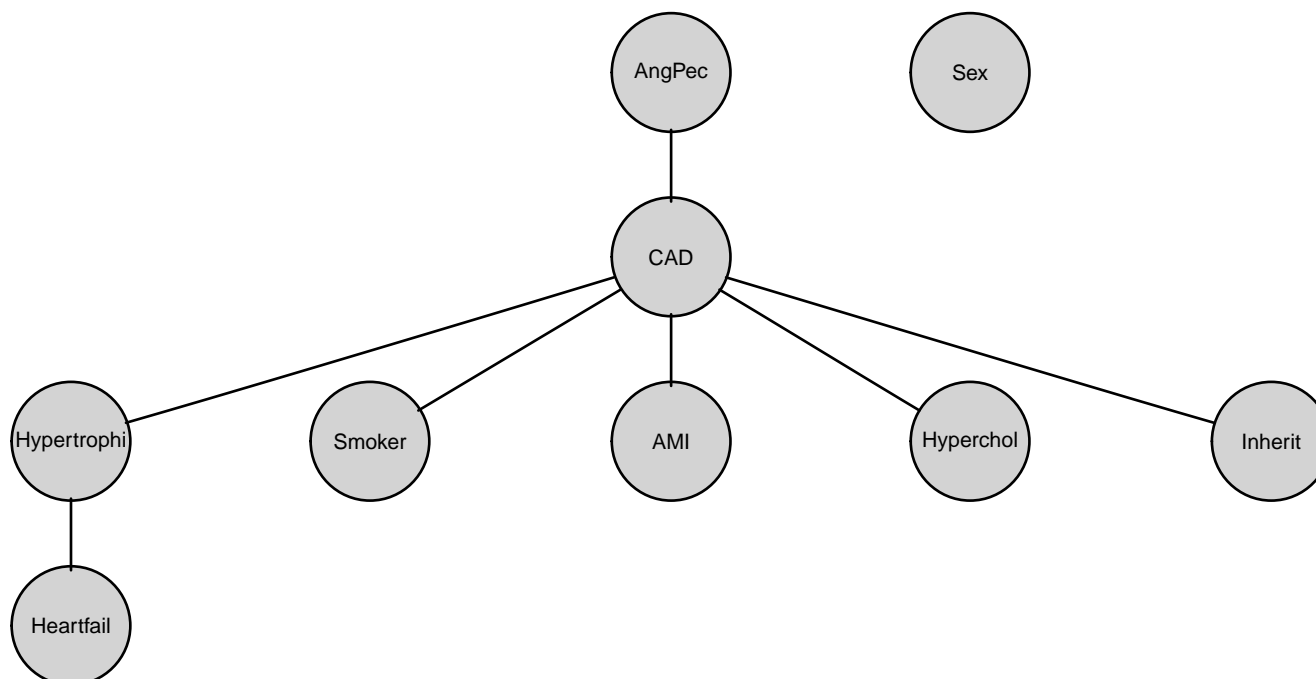 AngPec
Sex
CAD
Hypertrophi
Smoker
AMI
Hyperchol
Inherit
Heartfail